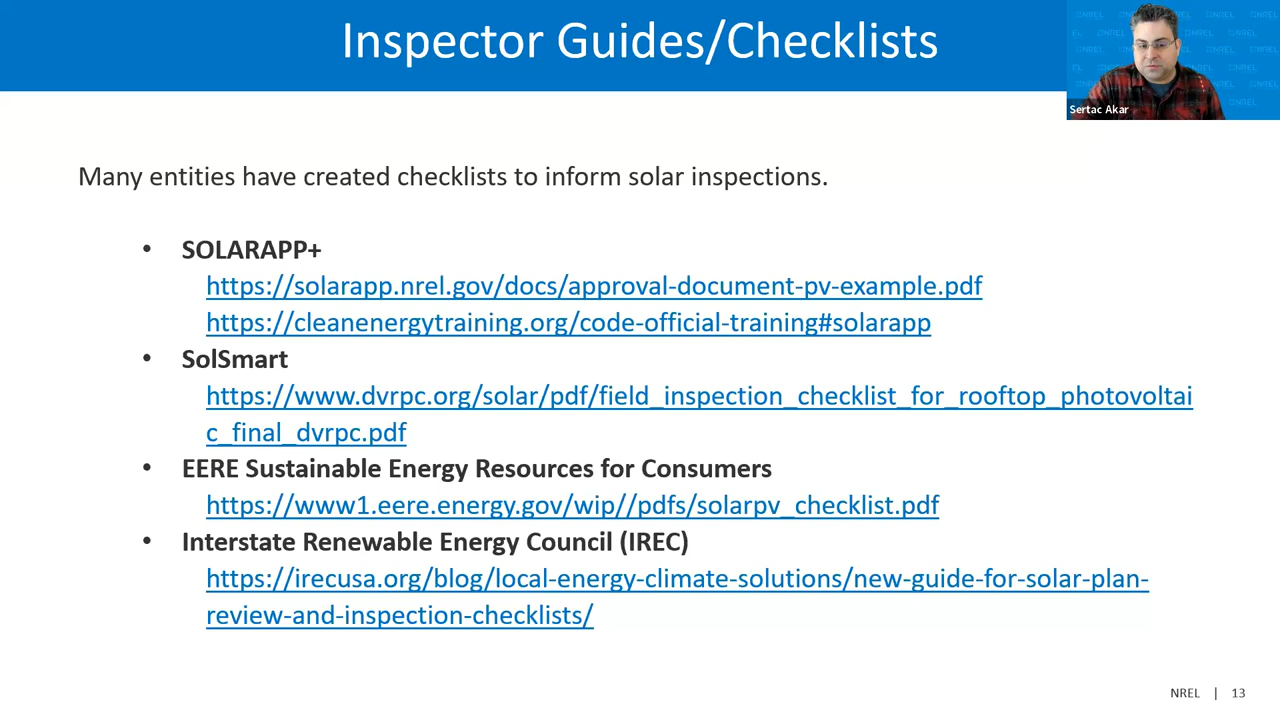 Inspector Guides/Checklists
Sertac Akar
Many entities have created checklists to inform solar inspections.
• SOLARAPP+
https://solarapp.nrel.gov/docs/approval-document-pv-example.pdf
https://cleanenergytraining.org/code-official-training#solarapp
• SolSmart
https://www.dvrpc.org/solar/pdf/field_inspection_checklist_for_rooftop_photovoltai
c_final_dvrpc.pdf
• EERE Sustainable Energy Resources for Consumers
https://www1.eere.energy.gov/wip//pdfs/solarpv_checklist.pdf
• Interstate Renewable Energy Council (IREC)
https://irecusa.org/blog/local-energy-climate-solutions/new-guide-for-solar-plan-
review-and-inspection-checklists/
NREL | 13